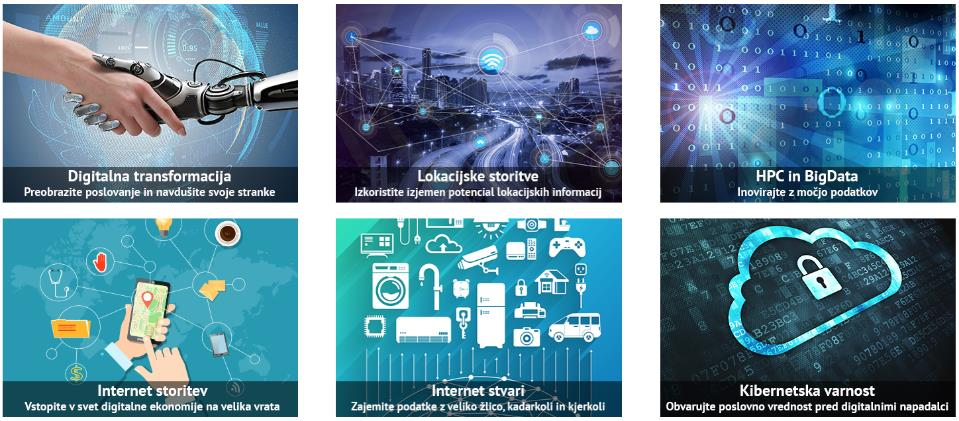 Digitalna transformacija
Preobrazite poslovanje in navdušite svoje stranke
Lokacijske storitve
Izkoristite izjemen potencial lokacijskih informacij
HPC in BigData
Inovirajte z močjo podatkov
Internet storitev
Vstopite v svet digitalne ekonomije na velika vrata
Internet stvari
Zajemite podatke z veliko žlico, kadarkoli in kjerkoli
Kibernetska varnost
Obvarujte poslovno vrednost pred digitalnimi napadalci